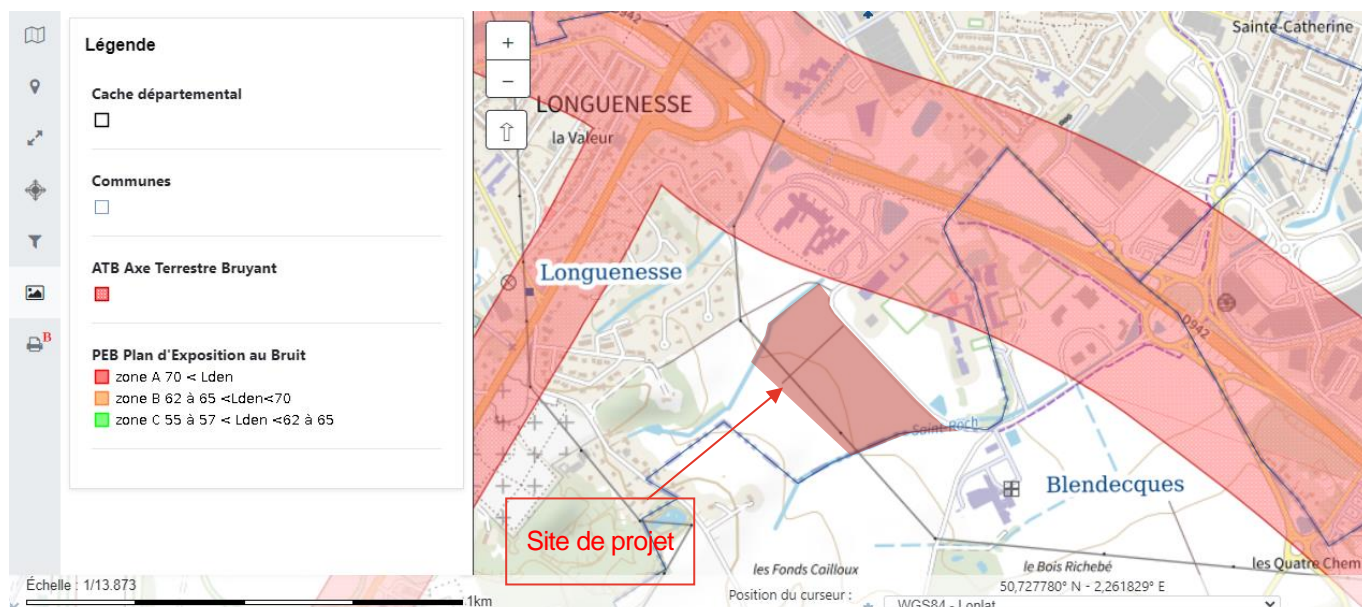 Légende
Cache départemental
Communes
ATB Axe Terrestre Bruyant
PEB Plan d'Exposition au Bruit
zone A 70 < Lden
zone B 62 à 65 <Lden<70
zone C 55 à 57 < Lden <62 à 65
B
+
−
D942
Sainte-Catherine
LONGUENESSE
la Valeur
Longuenesse
D942
Saint-Roch
Blendecques
Site de projet
les Fonds Cailloux
le Bois Richebé
les Quatre Chem
Échelle : 1/13.873
1km
Position du curseur :
50,727780° N - 2,261829° E
WGS84 - Lonlat